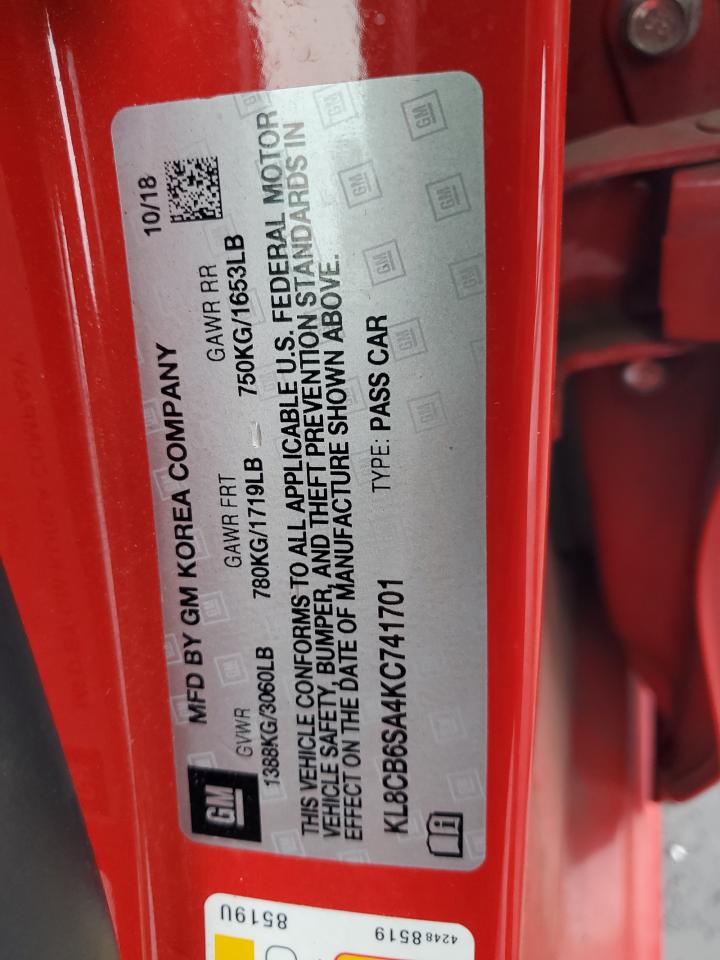 MFD BY GM KOREA COMPANY 10/18
GVWR GAWR FRT GAWR RR
1388KG/3060LB 780KG/1719LB 750KG/1653LB
THIS VEHICLE CONFORMS TO ALL APPLICABLE U.S. FEDERAL MOTOR
VEHICLE SAFETY, BUMPER, AND THEFT PREVENTION STANDARDS IN
EFFECT ON THE DATE OF MANUFACTURE SHOWN ABOVE.
KL8CB6SA4KC741701 TYPE: PASS CAR
GM
8519U
4248 8519